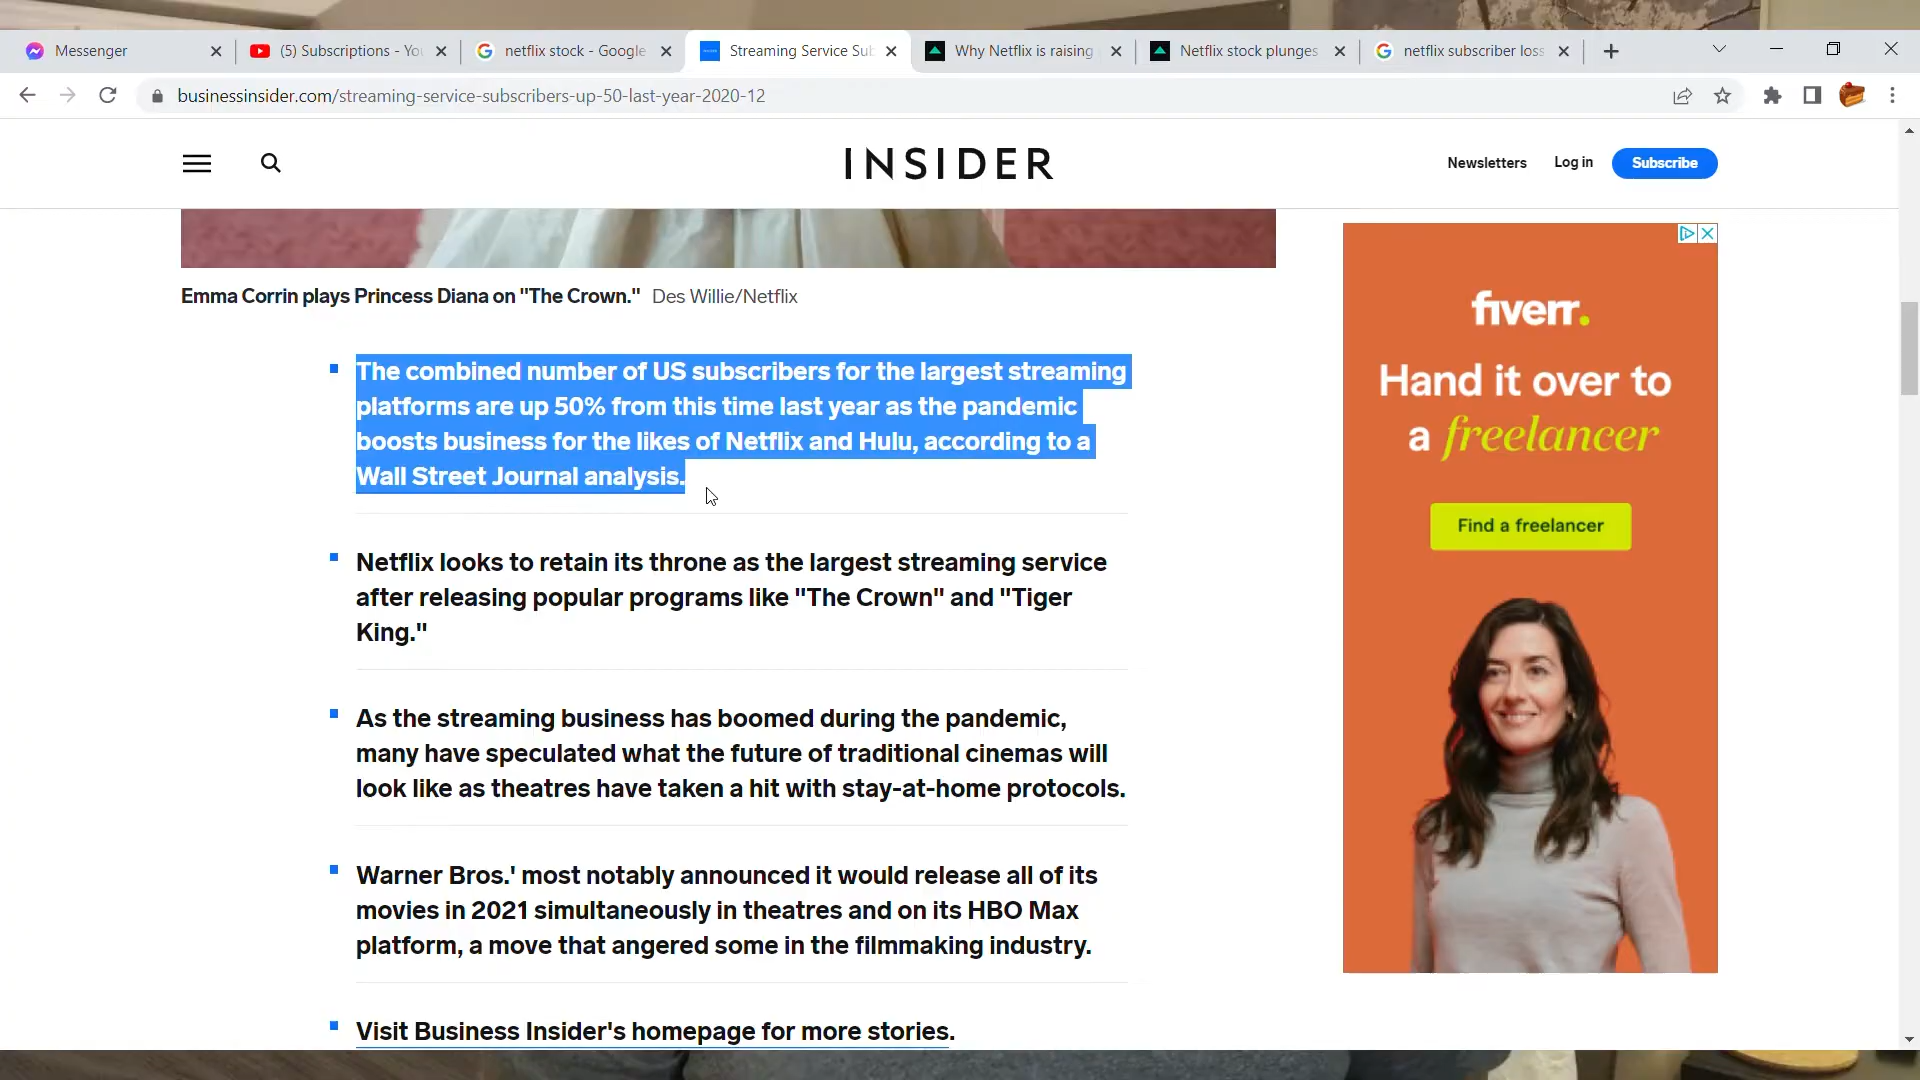 Messenger
(5) Subscriptions - You
netflix stock - Google
Streaming Service Sub
Why Netflix is raising
Netflix stock plunges
netflix subscriber loss
businessinsider.com/streaming-service-subscribers-up-50-last-year-2020-12
INSIDER
Newsletters
Log in
Subscribe
Emma Corrin plays Princess Diana on "The Crown." Des Willie/Netflix
The combined number of US subscribers for the largest streaming
platforms are up 50% from this time last year as the pandemic
boosts business for the likes of Netflix and Hulu, according to a
Wall Street Journal analysis.
Netflix looks to retain its throne as the largest streaming service
after releasing popular programs like "The Crown" and "Tiger
King."
As the streaming business has boomed during the pandemic,
many have speculated what the future of traditional cinemas will
look like as theatres have taken a hit with stay-at-home protocols.
Warner Bros.' most notably announced it would release all of its
movies in 2021 simultaneously in theatres and on its HBO Max
platform, a move that angered some in the filmmaking industry.
Visit Business Insider's homepage for more stories.
fiverr.
Hand it over to
a freelancer
Find a freelancer